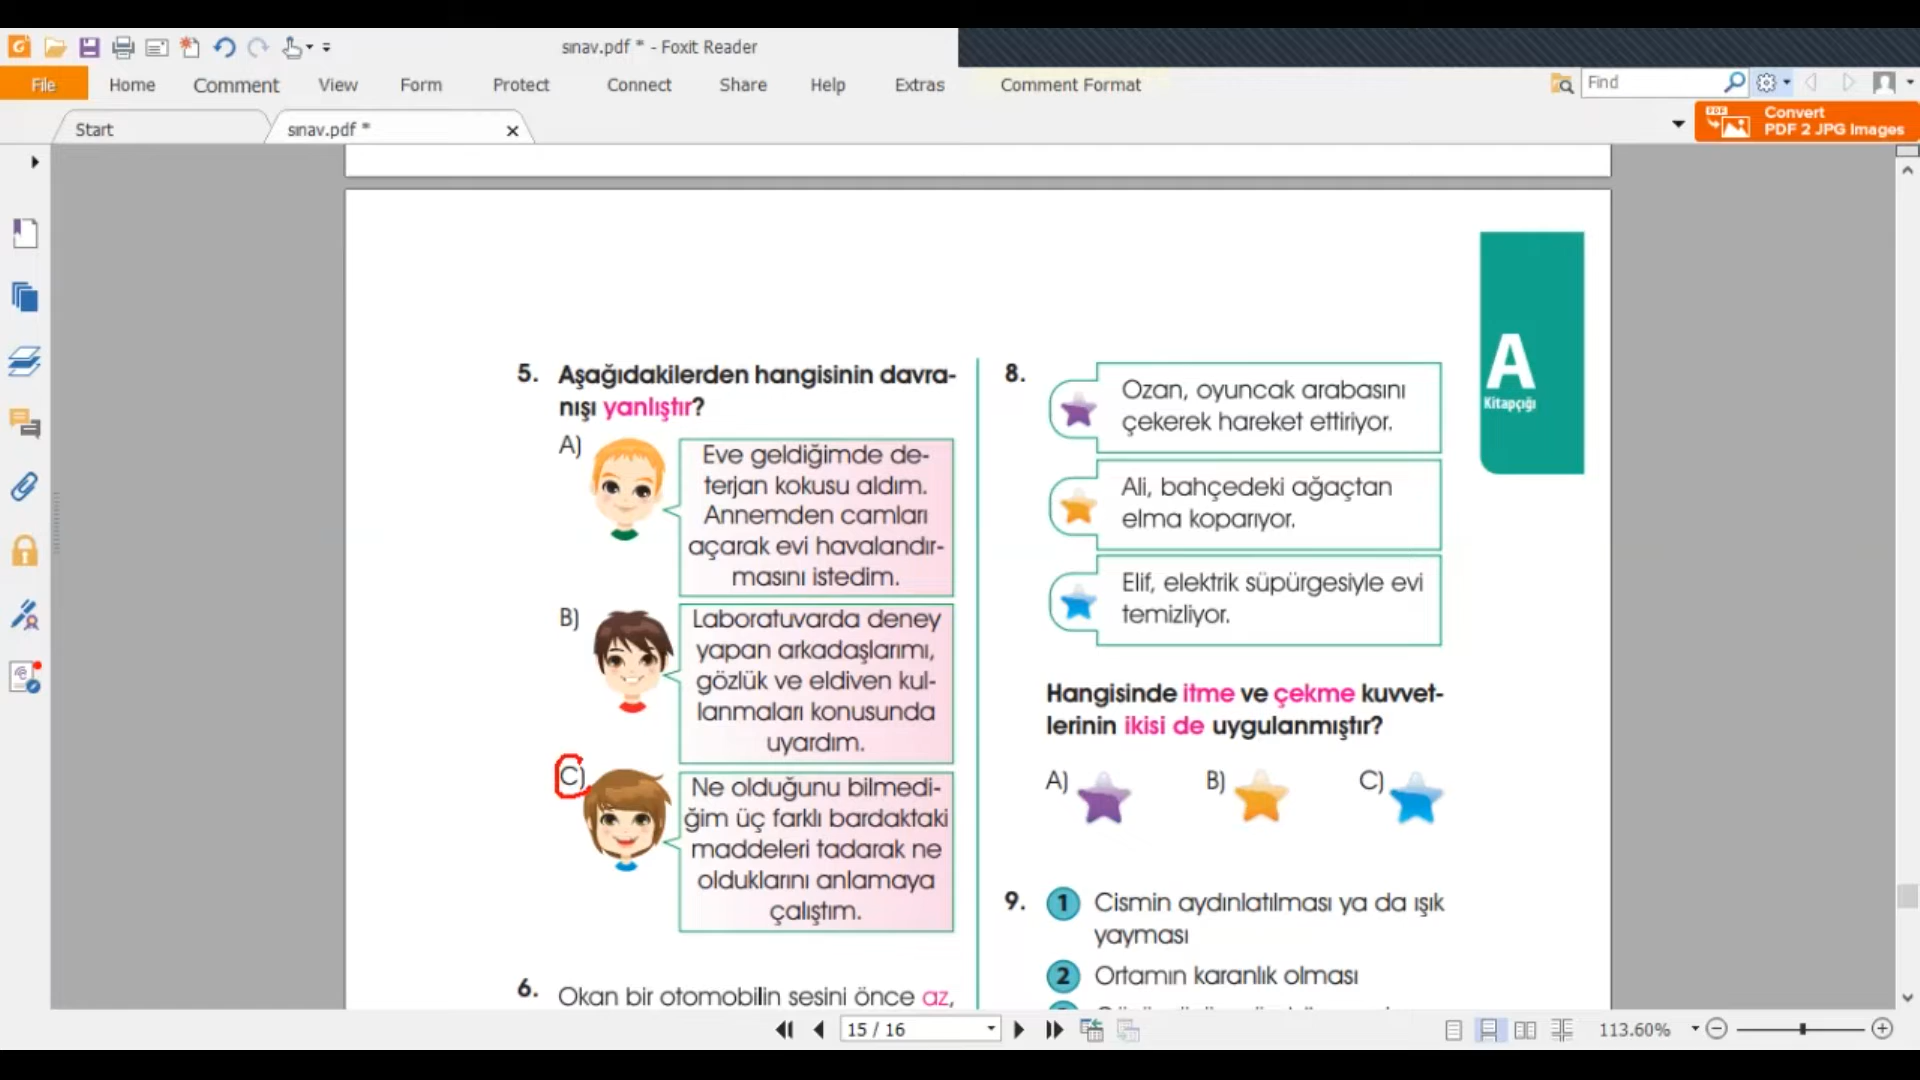 sınav.pdf * - Foxit Reader
File
Home
Comment
View
Form
Protect
Connect
Share
Help
Extras
Comment Format
Find
Start
sınav.pdf *
PDF
Convert
PDF 2 JPG Images
A
Kitapçığı
5. Aşağıdakilerden hangisinin davra-
nışı yanlıştır?
A)
Eve geldiğimde de-
terjan kokusu aldım.
Annemden camları
açarak evi havalandır-
masını istedim.
B)
Laboratuvarda deney
yapan arkadaşlarımı,
gözlük ve eldiven kul-
lanmaları konusunda
uyardım.
C)
Ne olduğunu bilmedi-
ğim üç farklı bardaktaki
maddeleri tadarak ne
olduklarını anlamaya
çalıştım.
6. Okan bir otomobilin sesini önce az,
8.
Ozan, oyuncak arabasını
çekerek hareket ettiriyor.
Ali, bahçedeki ağaçtan
elma koparıyor.
Elif, elektrik süpürgesiyle evi
temizliyor.
Hangisinde itme ve çekme kuvvet-
lerinin ikisi de uygulanmıştır?
A) B) C)
9. 1 Cismin aydınlatılması ya da ışık
yayması
2 Ortamın karanlık olması
15 / 16
113.60%